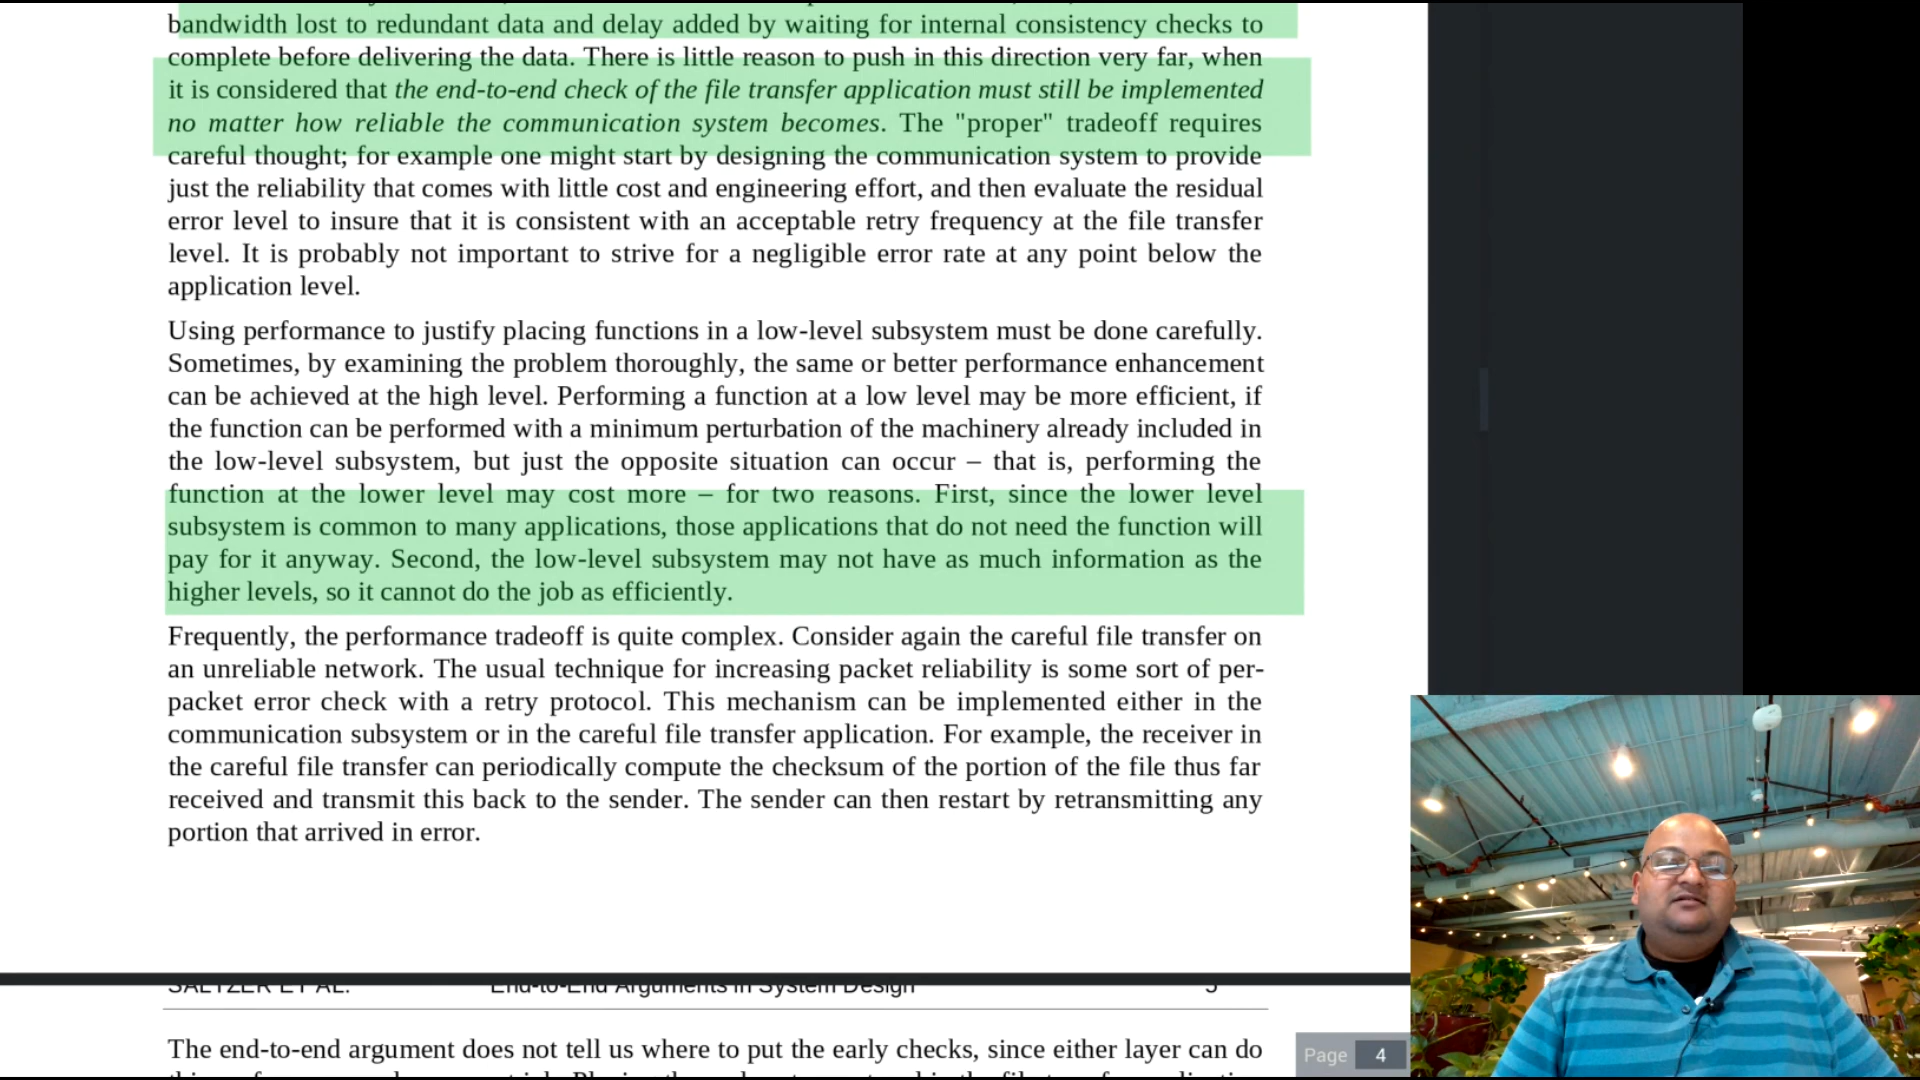 bandwidth lost to redundant data and delay added by waiting for internal consistency checks to
complete before delivering the data. There is little reason to push in this direction very far, when
it is considered that the end-to-end check of the file transfer application must still be implemented
no matter how reliable the communication system becomes. The "proper" tradeoff requires
careful thought; for example one might start by designing the communication system to provide
just the reliability that comes with little cost and engineering effort, and then evaluate the residual
error level to insure that it is consistent with an acceptable retry frequency at the file transfer
level. It is probably not important to strive for a negligible error rate at any point below the
application level.
Using performance to justify placing functions in a low-level subsystem must be done carefully.
Sometimes, by examining the problem thoroughly, the same or better performance enhancement
can be achieved at the high level. Performing a function at a low level may be more efficient, if
the function can be performed with a minimum perturbation of the machinery already included in
the low-level subsystem, but just the opposite situation can occur – that is, performing the
function at the lower level may cost more – for two reasons. First, since the lower level
subsystem is common to many applications, those applications that do not need the function will
pay for it anyway. Second, the low-level subsystem may not have as much information as the
higher levels, so it cannot do the job as efficiently.
Frequently, the performance tradeoff is quite complex. Consider again the careful file transfer on
an unreliable network. The usual technique for increasing packet reliability is some sort of per-
packet error check with a retry protocol. This mechanism can be implemented either in the
communication subsystem or in the careful file transfer application. For example, the receiver in
the careful file transfer can periodically compute the checksum of the portion of the file thus far
received and transmit this back to the sender. The sender can then restart by retransmitting any
portion that arrived in error.
SALTZER ET AL. End-to-End Arguments in System Design 5
The end-to-end argument does not tell us where to put the early checks, since either layer can do
Page 4